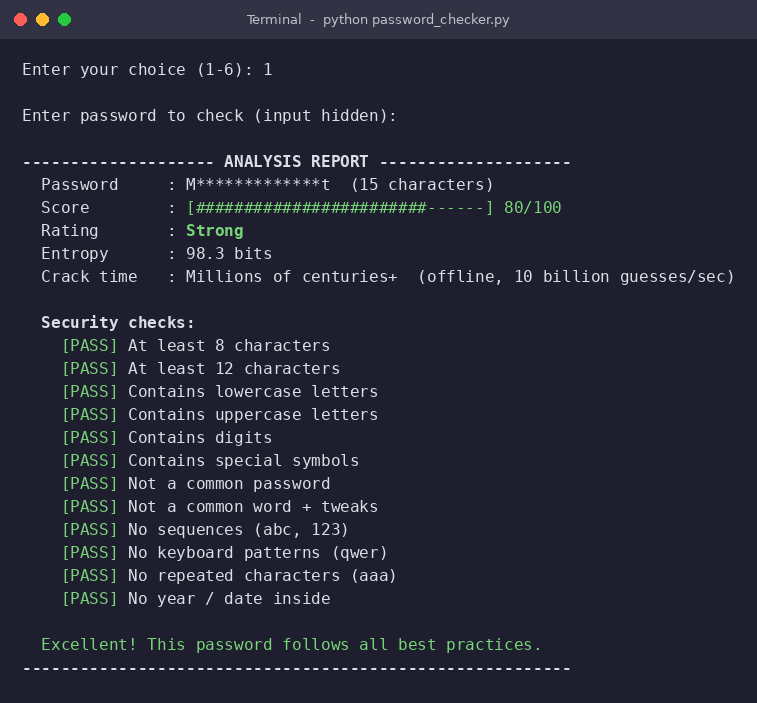 Terminal - python password_checker.py
Enter your choice (1-6): 1
Enter password to check (input hidden):
-------------------- ANALYSIS REPORT --------------------
Password     : M*************t  (15 characters)
Score        : [########################------] 80/100
Rating       : Strong
Entropy      : 98.3 bits
Crack time   : Millions of centuries+  (offline, 10 billion guesses/sec)
Security checks:
[PASS] At least 8 characters
[PASS] At least 12 characters
[PASS] Contains lowercase letters
[PASS] Contains uppercase letters
[PASS] Contains digits
[PASS] Contains special symbols
[PASS] Not a common password
[PASS] Not a common word + tweaks
[PASS] No sequences (abc, 123)
[PASS] No keyboard patterns (qwer)
[PASS] No repeated characters (aaa)
[PASS] No year / date inside
Excellent! This password follows all best practices.
---------------------------------------------------------